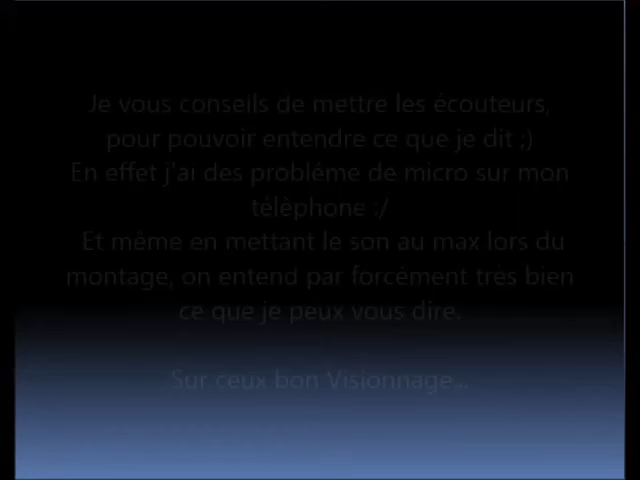 Je vous conseils de mettre les écouteurs,
pour pouvoir entendre ce que je dit ;)
En effet j'ai des probléme de micro sur mon
télèphone :/
Et même en mettant le son au max lors du
montage, on entend par forcément très bien
ce que je peux vous dire.
Sur ceux bon Visionnage...